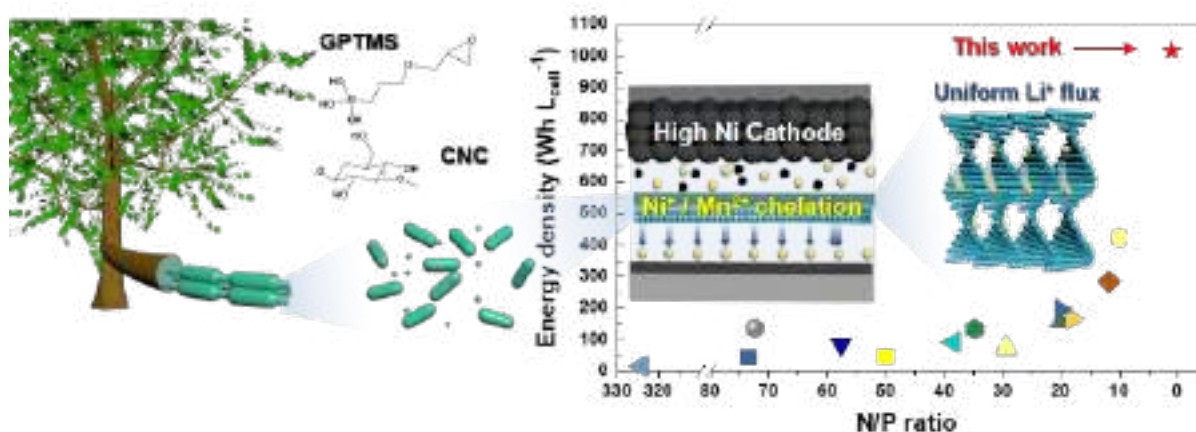 GPTMS
HO
O
CNC
Energy density (Wh L_cell⁻¹)
1100
1000
900
800
700
600
500
400
300
200
100
0
This work
Uniform Li⁺ flux
High Ni Cathode
chelation
330
320
80
70
60
50
40
30
20
10
0
N/P ratio